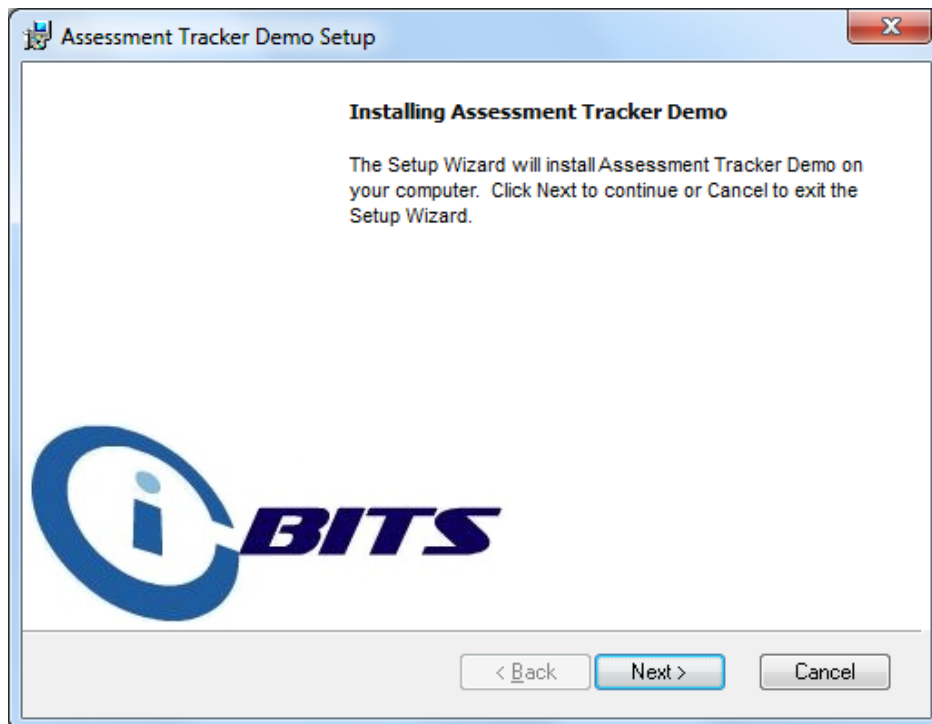 Assessment Tracker Demo Setup
X
Installing Assessment Tracker Demo
The Setup Wizard will install Assessment Tracker Demo on
your computer. Click Next to continue or Cancel to exit the
Setup Wizard.
i BITS
< Back Next > Cancel